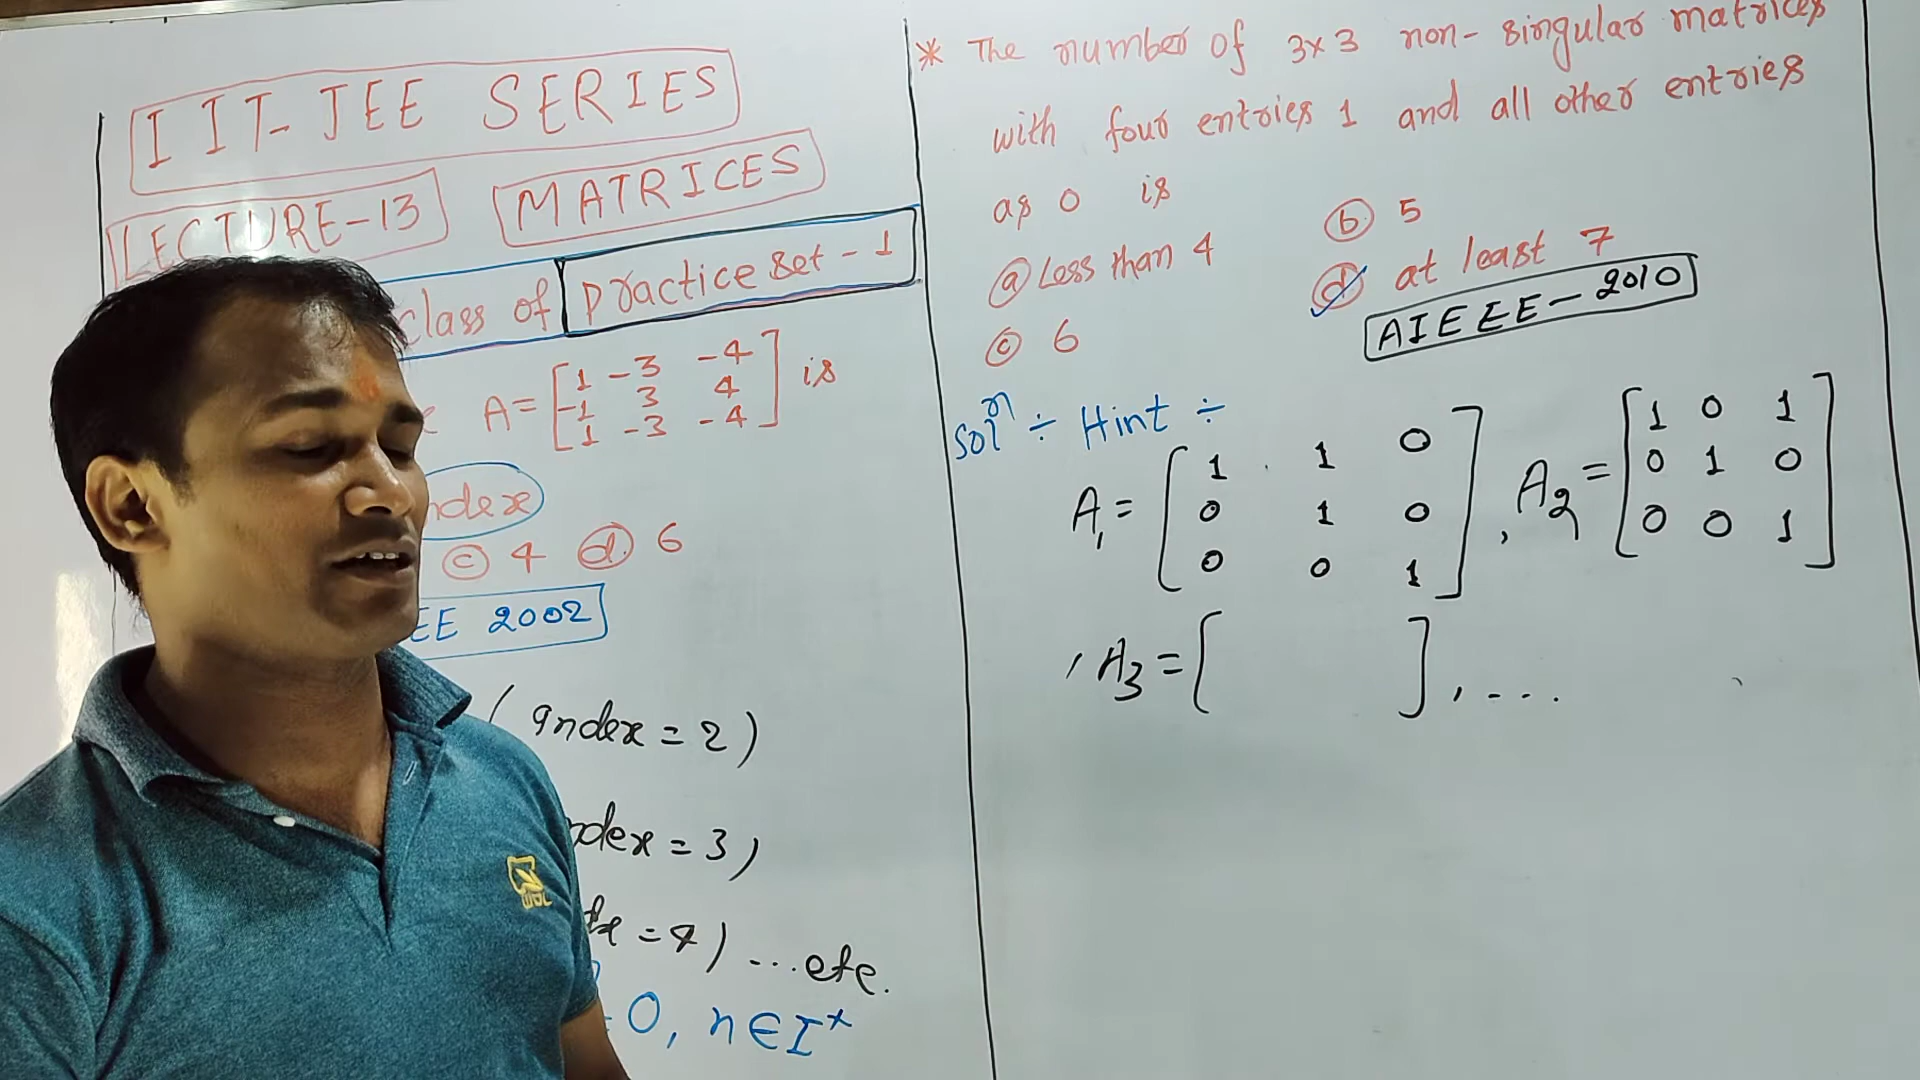 IIT-JEE SERIES
LECTURE-13 MATRICES
class of practice set - 1
A = [1 -3 -4] is
-1 3 4
1 -3 -4
ndex
c 4 d 6
EE 2002
( index = 2)
ndex = 3)
= 4) ...etc.
= 0, n ∈ I⁺
* The number of 3x3 non-singular matrices
with four entries 1 and all other entries
as 0 is
a Less than 4 b 5
c 6 d at least 7
AIEEE - 2010
Solⁿ ÷ Hint ÷
A₁ = [1 1 0] , A₂ = [1 0 1]
0 1 0 0 1 0
0 0 1 0 0 1
, A₃ = [ ] , ....